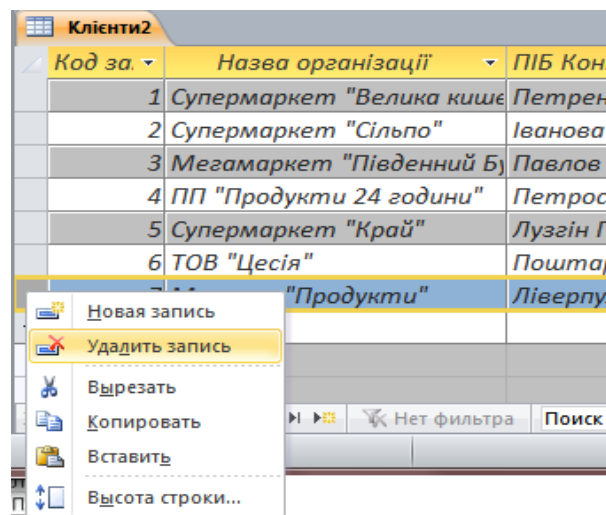 Клієнти2
Код за. Назва організації ПІБ Кон
1 Супермаркет "Велика кише Петрен
2 Супермаркет "Сільпо" Іванова
3 Мегамаркет "Південний Бу Павлов
4 ПП "Продукти 24 години" Петрос
5 Супермаркет "Край" Лузгін Г
6 ТОВ "Цесія" Поштар
"Продукти" Ліверпу
Новая запись
Удалить запись
Вырезать
Копировать Нет фильтра Поиск
Вставить
Высота строки...